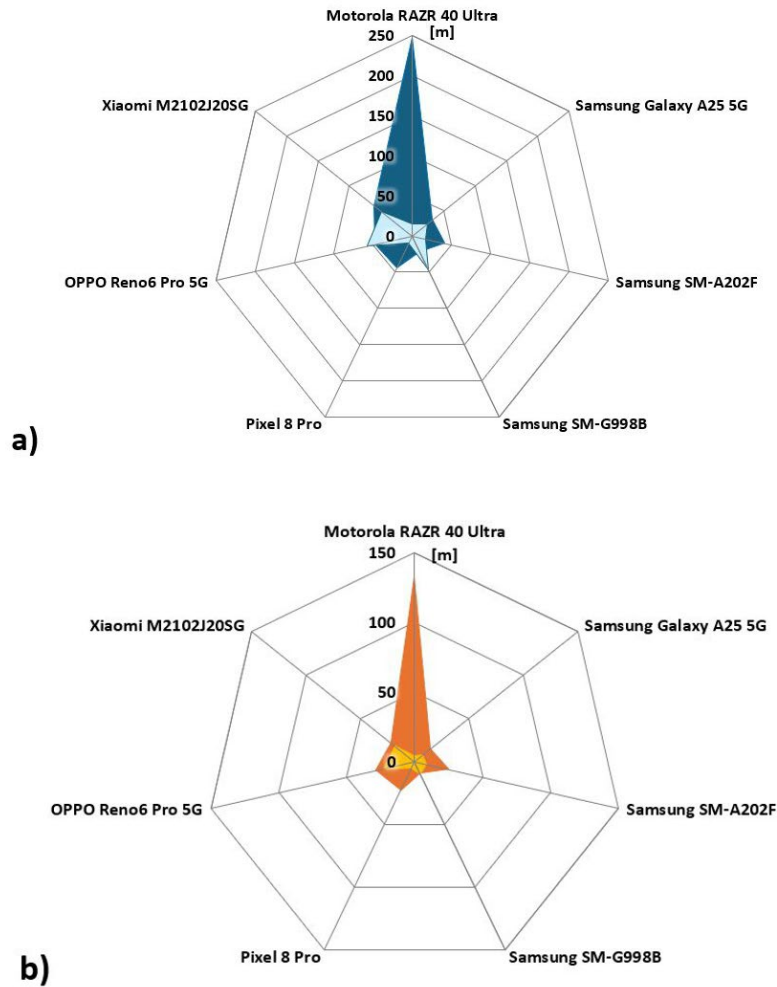 Motorola RAZR 40 Ultra
250 [m]
200
Xiaomi M2102J20SG
Samsung Galaxy A25 5G
150
100
50
0
OPPO Reno6 Pro 5G
Samsung SM-A202F
Pixel 8 Pro
Samsung SM-G998B
a)
Motorola RAZR 40 Ultra
150 [m]
Xiaomi M2102J20SG
Samsung Galaxy A25 5G
100
50
0
OPPO Reno6 Pro 5G
Samsung SM-A202F
Pixel 8 Pro
Samsung SM-G998B
b)